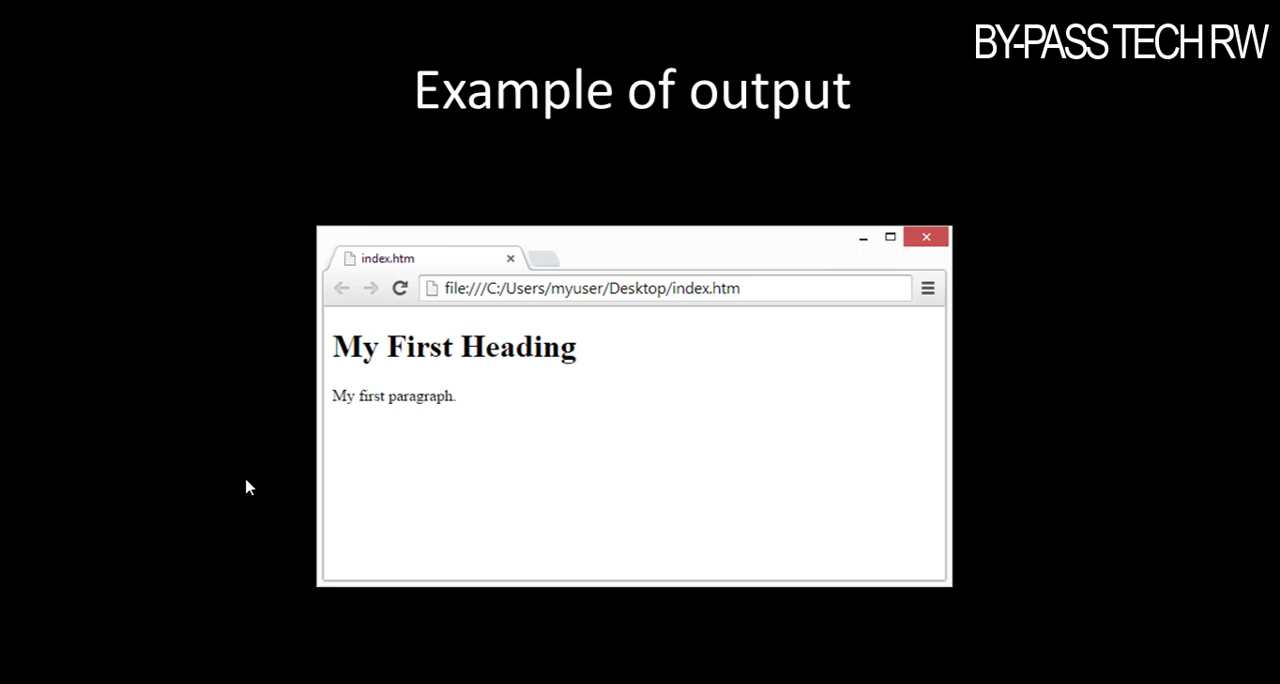 BY-PASS TECH RW
Example of output
index.htm
file:///C:/Users/myuser/Desktop/index.htm
My First Heading
My first paragraph.